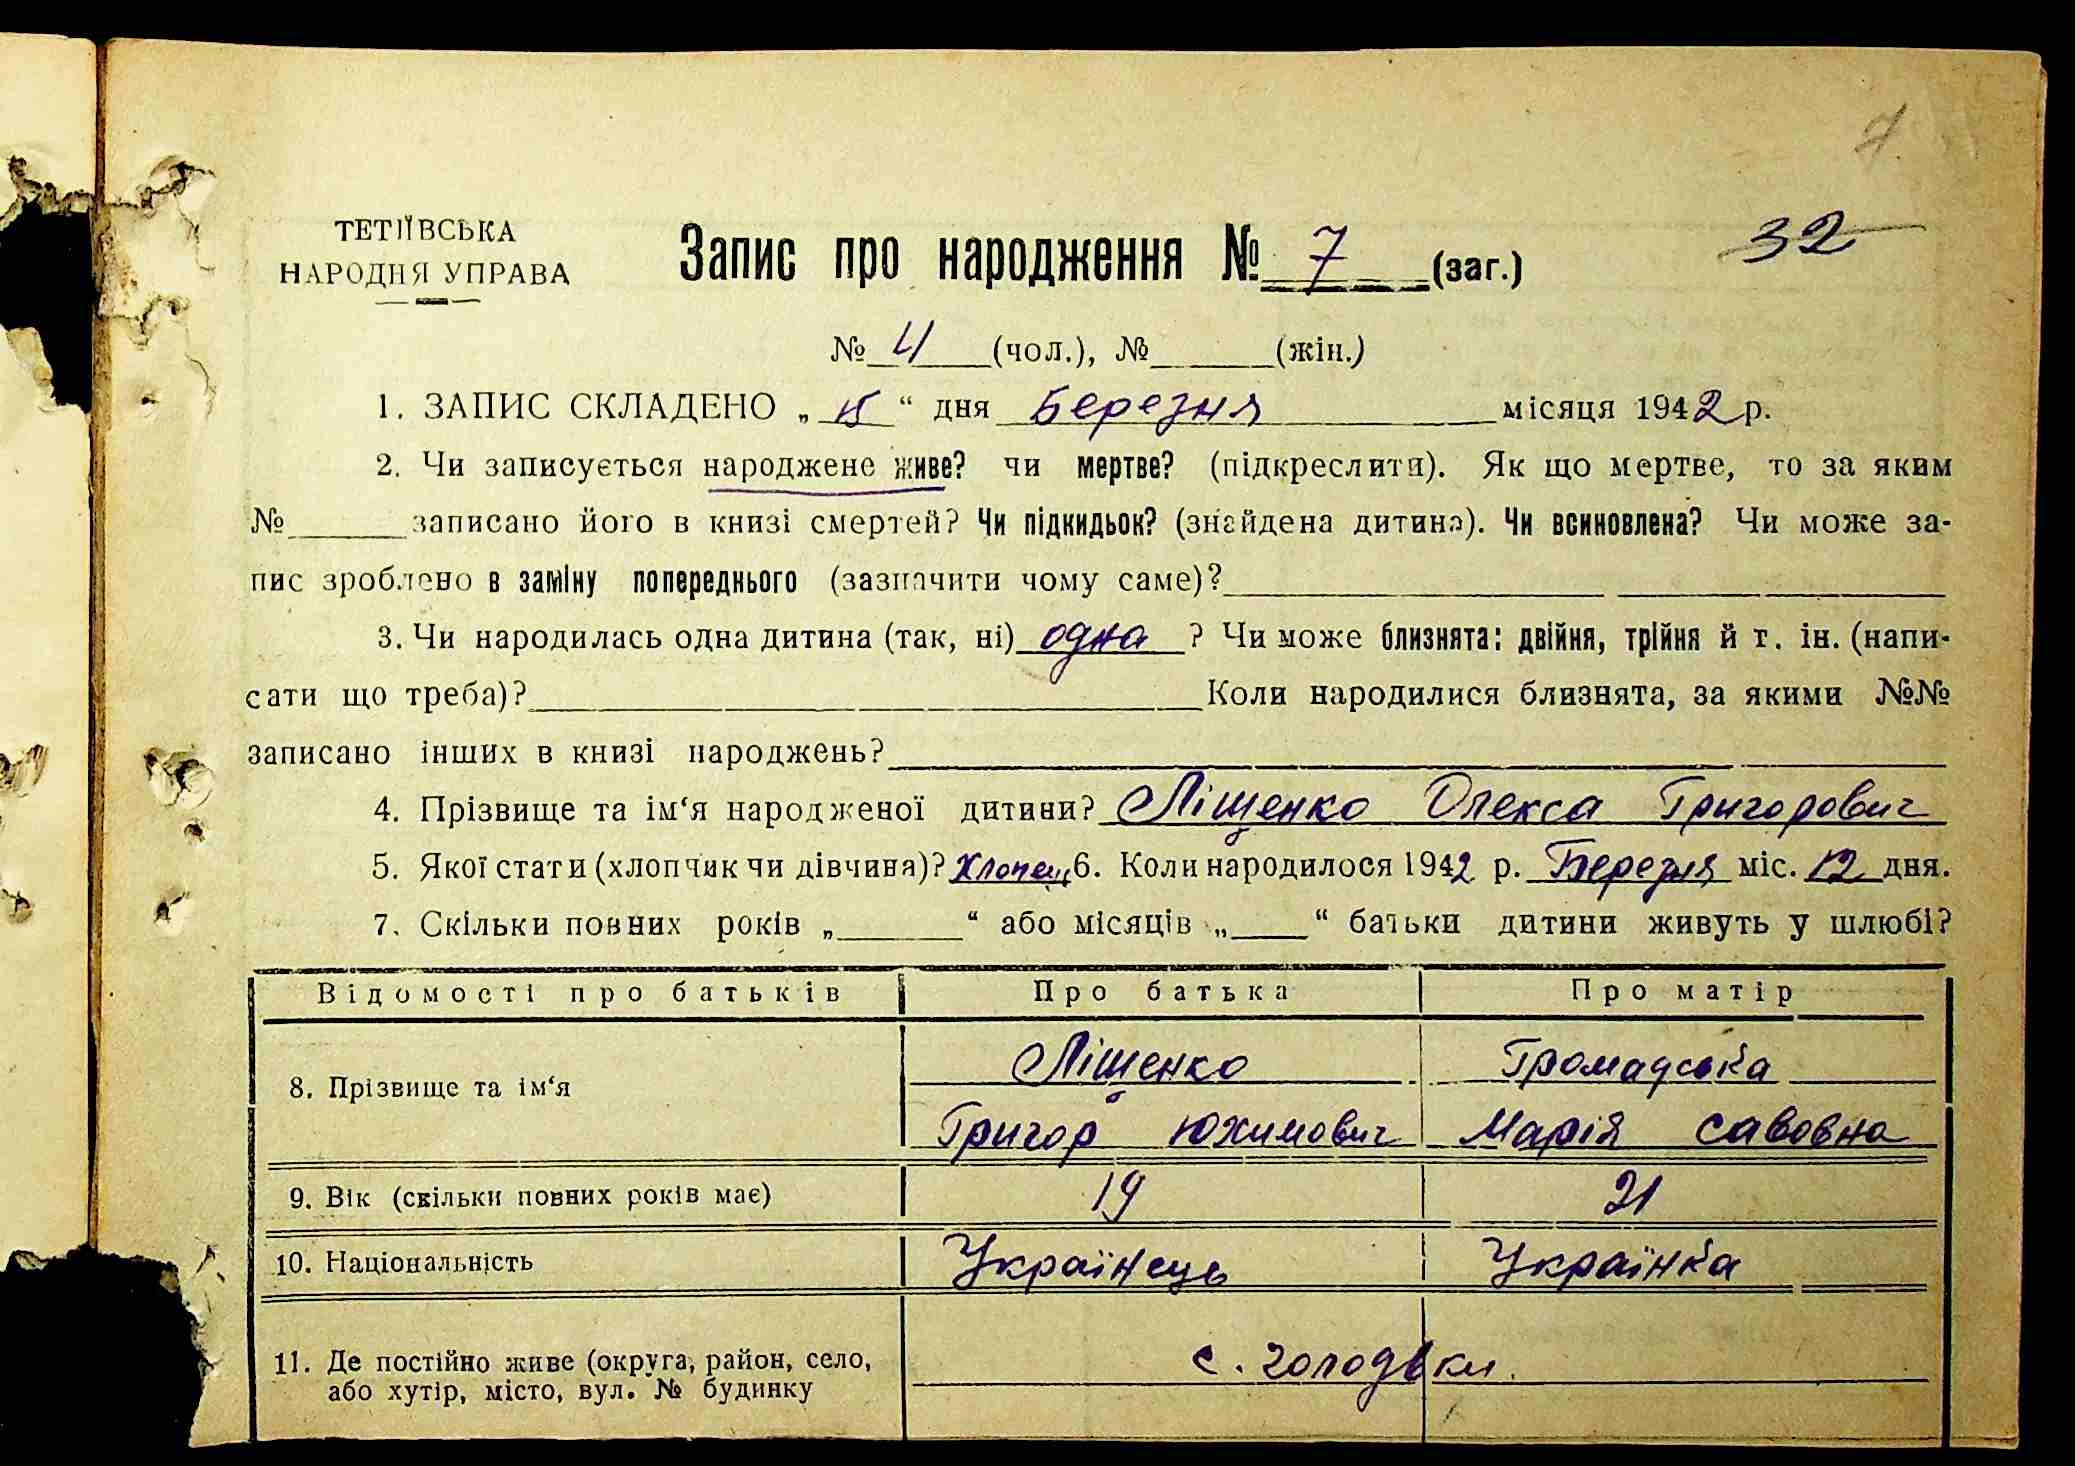 7
ТЕТІЇВСЬКА
НАРОДНЯ УПРАВА
Запис про народження № 7 (заг.)
32
№ 4 (чол.), № (жін.)
1. ЗАПИС СКЛАДЕНО „ 15 “ дня Березня місяця 1942 р.
2. Чи записується народжене живе? чи мертве? (підкреслити). Як що мертве, то за яким
№ записано його в книзі смертей? Чи підкидьок? (знайдена дитина). Чи всиновлена? Чи може за-
пис зроблено в заміну попереднього (зазначити чому саме)?
3. Чи народилась одна дитина (так, ні) одна ? Чи може близнята: двійня, трійня й т. ін. (напи-
сати що треба)? Коли народилися близнята, за якими №№
записано інших в книзі народжень?
4. Прізвище та ім‘я народженої дитини? Ліщенко Олекса Григорович
5. Якої стати (хлопчик чи дівчина)? Хлопець 6. Коли народилося 1942 р. Березня міс. 12 дня.
7. Скільки повних років „ “ або місяців „ “ батьки дитини живуть у шлюбі?
Відомості про батьків Про батька Про матір
8. Прізвище та ім‘я
Ліщенко Громадська
Григор Юхимович Марія Савовна
9. Вік (скільки повних років має) 19 21
10. Національність Українець Українка
11. Де постійно живе (округа, район, село,
або хутір, місто, вул. № будинку
с. Голодьки.